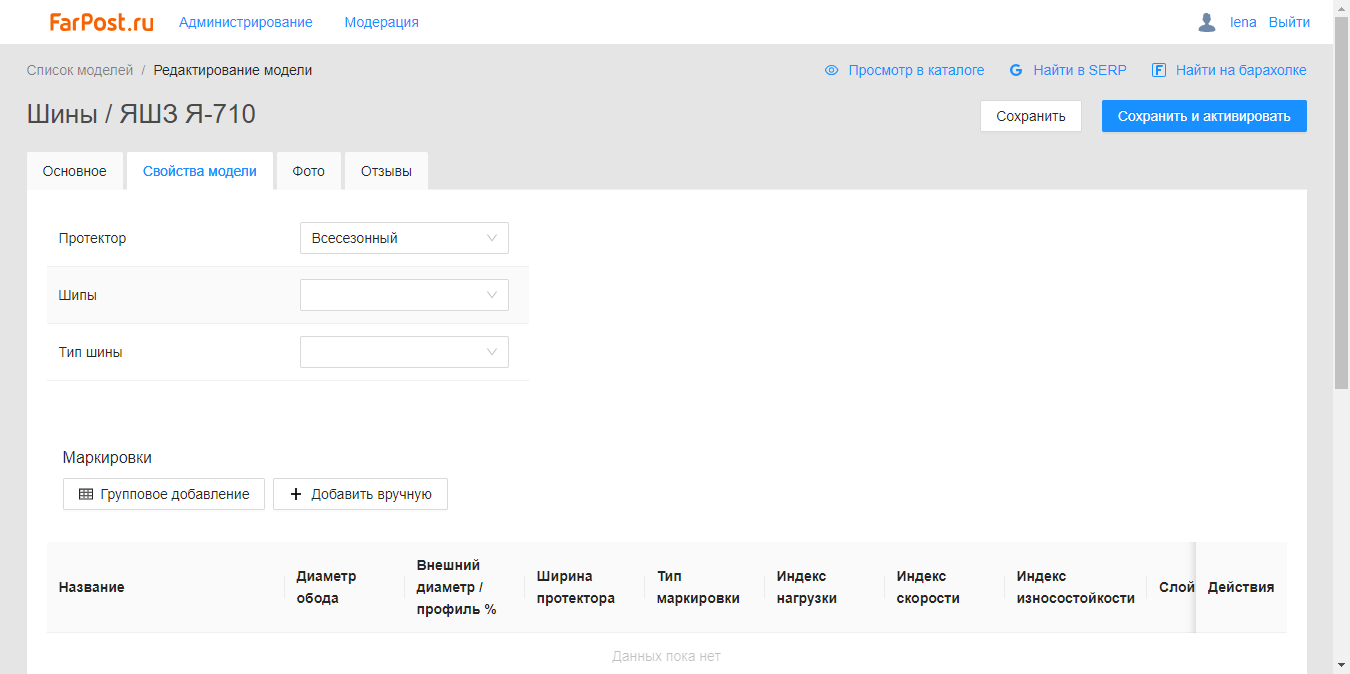 FarPost.ru Администрирование Модерация lena Выйти
Список моделей / Редактирование модели Просмотр в каталоге G Найти в SERP F Найти на барахолке
Шины / ЯШЗ Я-710 Сохранить Сохранить и активировать
Основное Свойства модели Фото Отзывы
Протектор Всесезонный
Шипы
Тип шины
Маркировки
Групповое добавление + Добавить вручную
Название
Диаметр
обода
Внешний
диаметр /
профиль %
Ширина
протектора
Тип
маркировки
Индекс
нагрузки
Индекс
скорости
Индекс
износостойкости
Слой
Действия
Данных пока нет